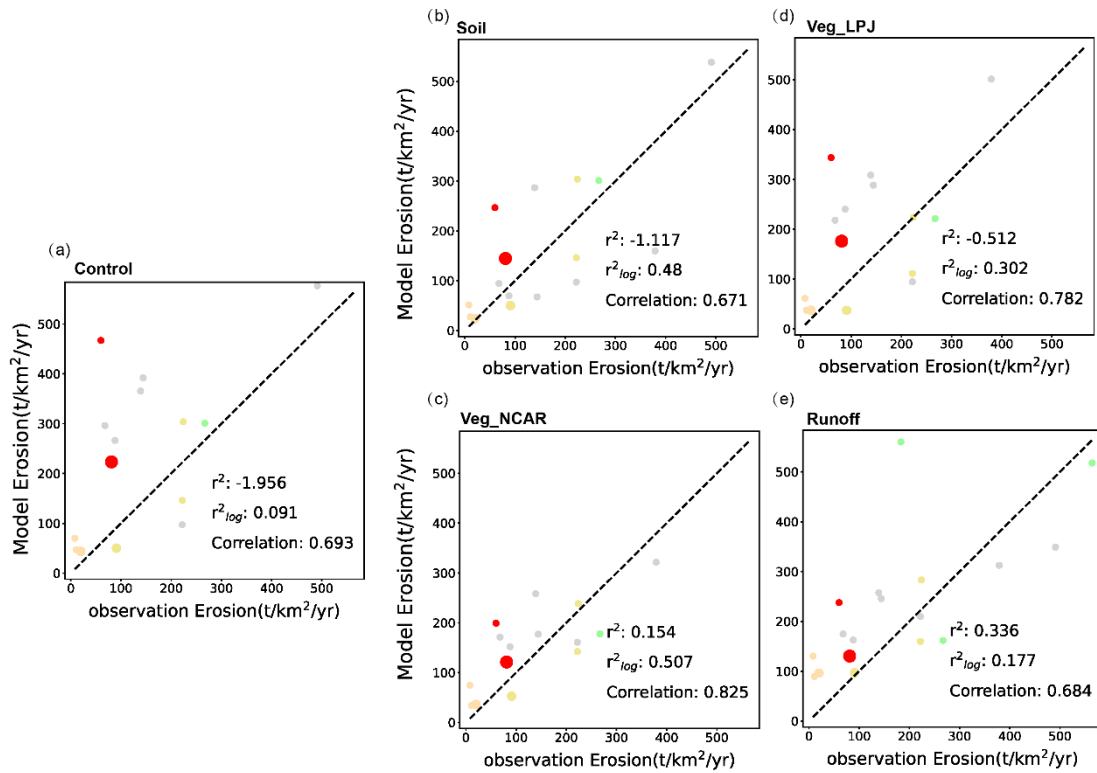 (a)
Control
500
400
300
200
100
0
0 100 200 300 400 500
Model Erosion(t/km²/yr)
observation Erosion(t/km²/yr)
r²: -1.956
r²log: 0.091
Correlation: 0.693
(b)
Soil
500
400
300
200
100
0
0 100 200 300 400 500
Model Erosion(t/km²/yr)
observation Erosion(t/km²/yr)
r²: -1.117
r²log: 0.48
Correlation: 0.671
(c)
Veg_NCAR
500
400
300
200
100
0
0 100 200 300 400 500
Model Erosion(t/km²/yr)
observation Erosion(t/km²/yr)
r²: 0.154
r²log: 0.507
Correlation: 0.825
(d)
Veg_LPJ
500
400
300
200
100
0
0 100 200 300 400 500
observation Erosion(t/km²/yr)
r²: -0.512
r²log: 0.302
Correlation: 0.782
(e)
Runoff
500
400
300
200
100
0
0 100 200 300 400 500
observation Erosion(t/km²/yr)
r²: 0.336
r²log: 0.177
Correlation: 0.684